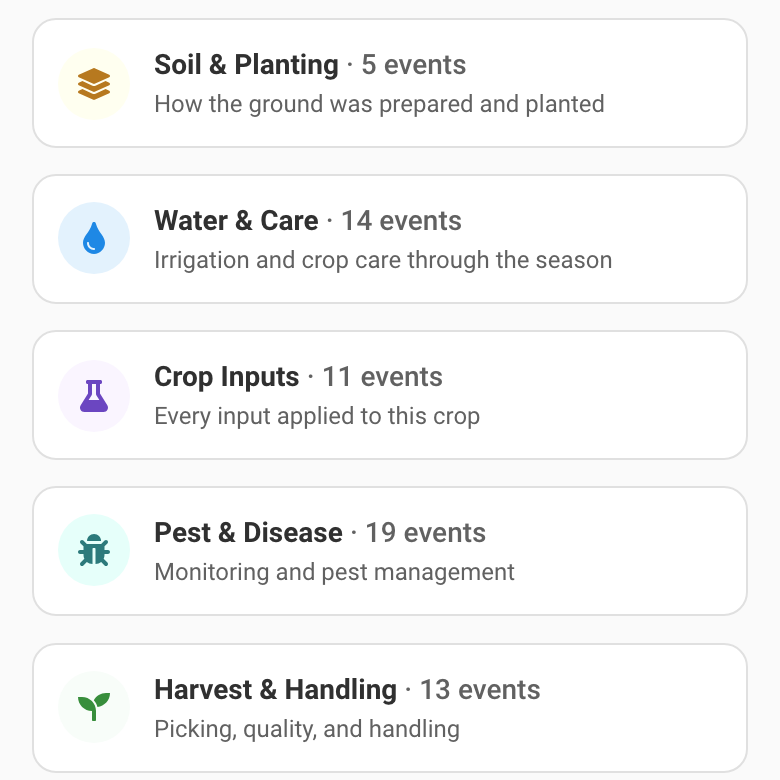 Soil & Planting · 5 events
How the ground was prepared and planted
Water & Care · 14 events
Irrigation and crop care through the season
Crop Inputs · 11 events
Every input applied to this crop
Pest & Disease · 19 events
Monitoring and pest management
Harvest & Handling · 13 events
Picking, quality, and handling